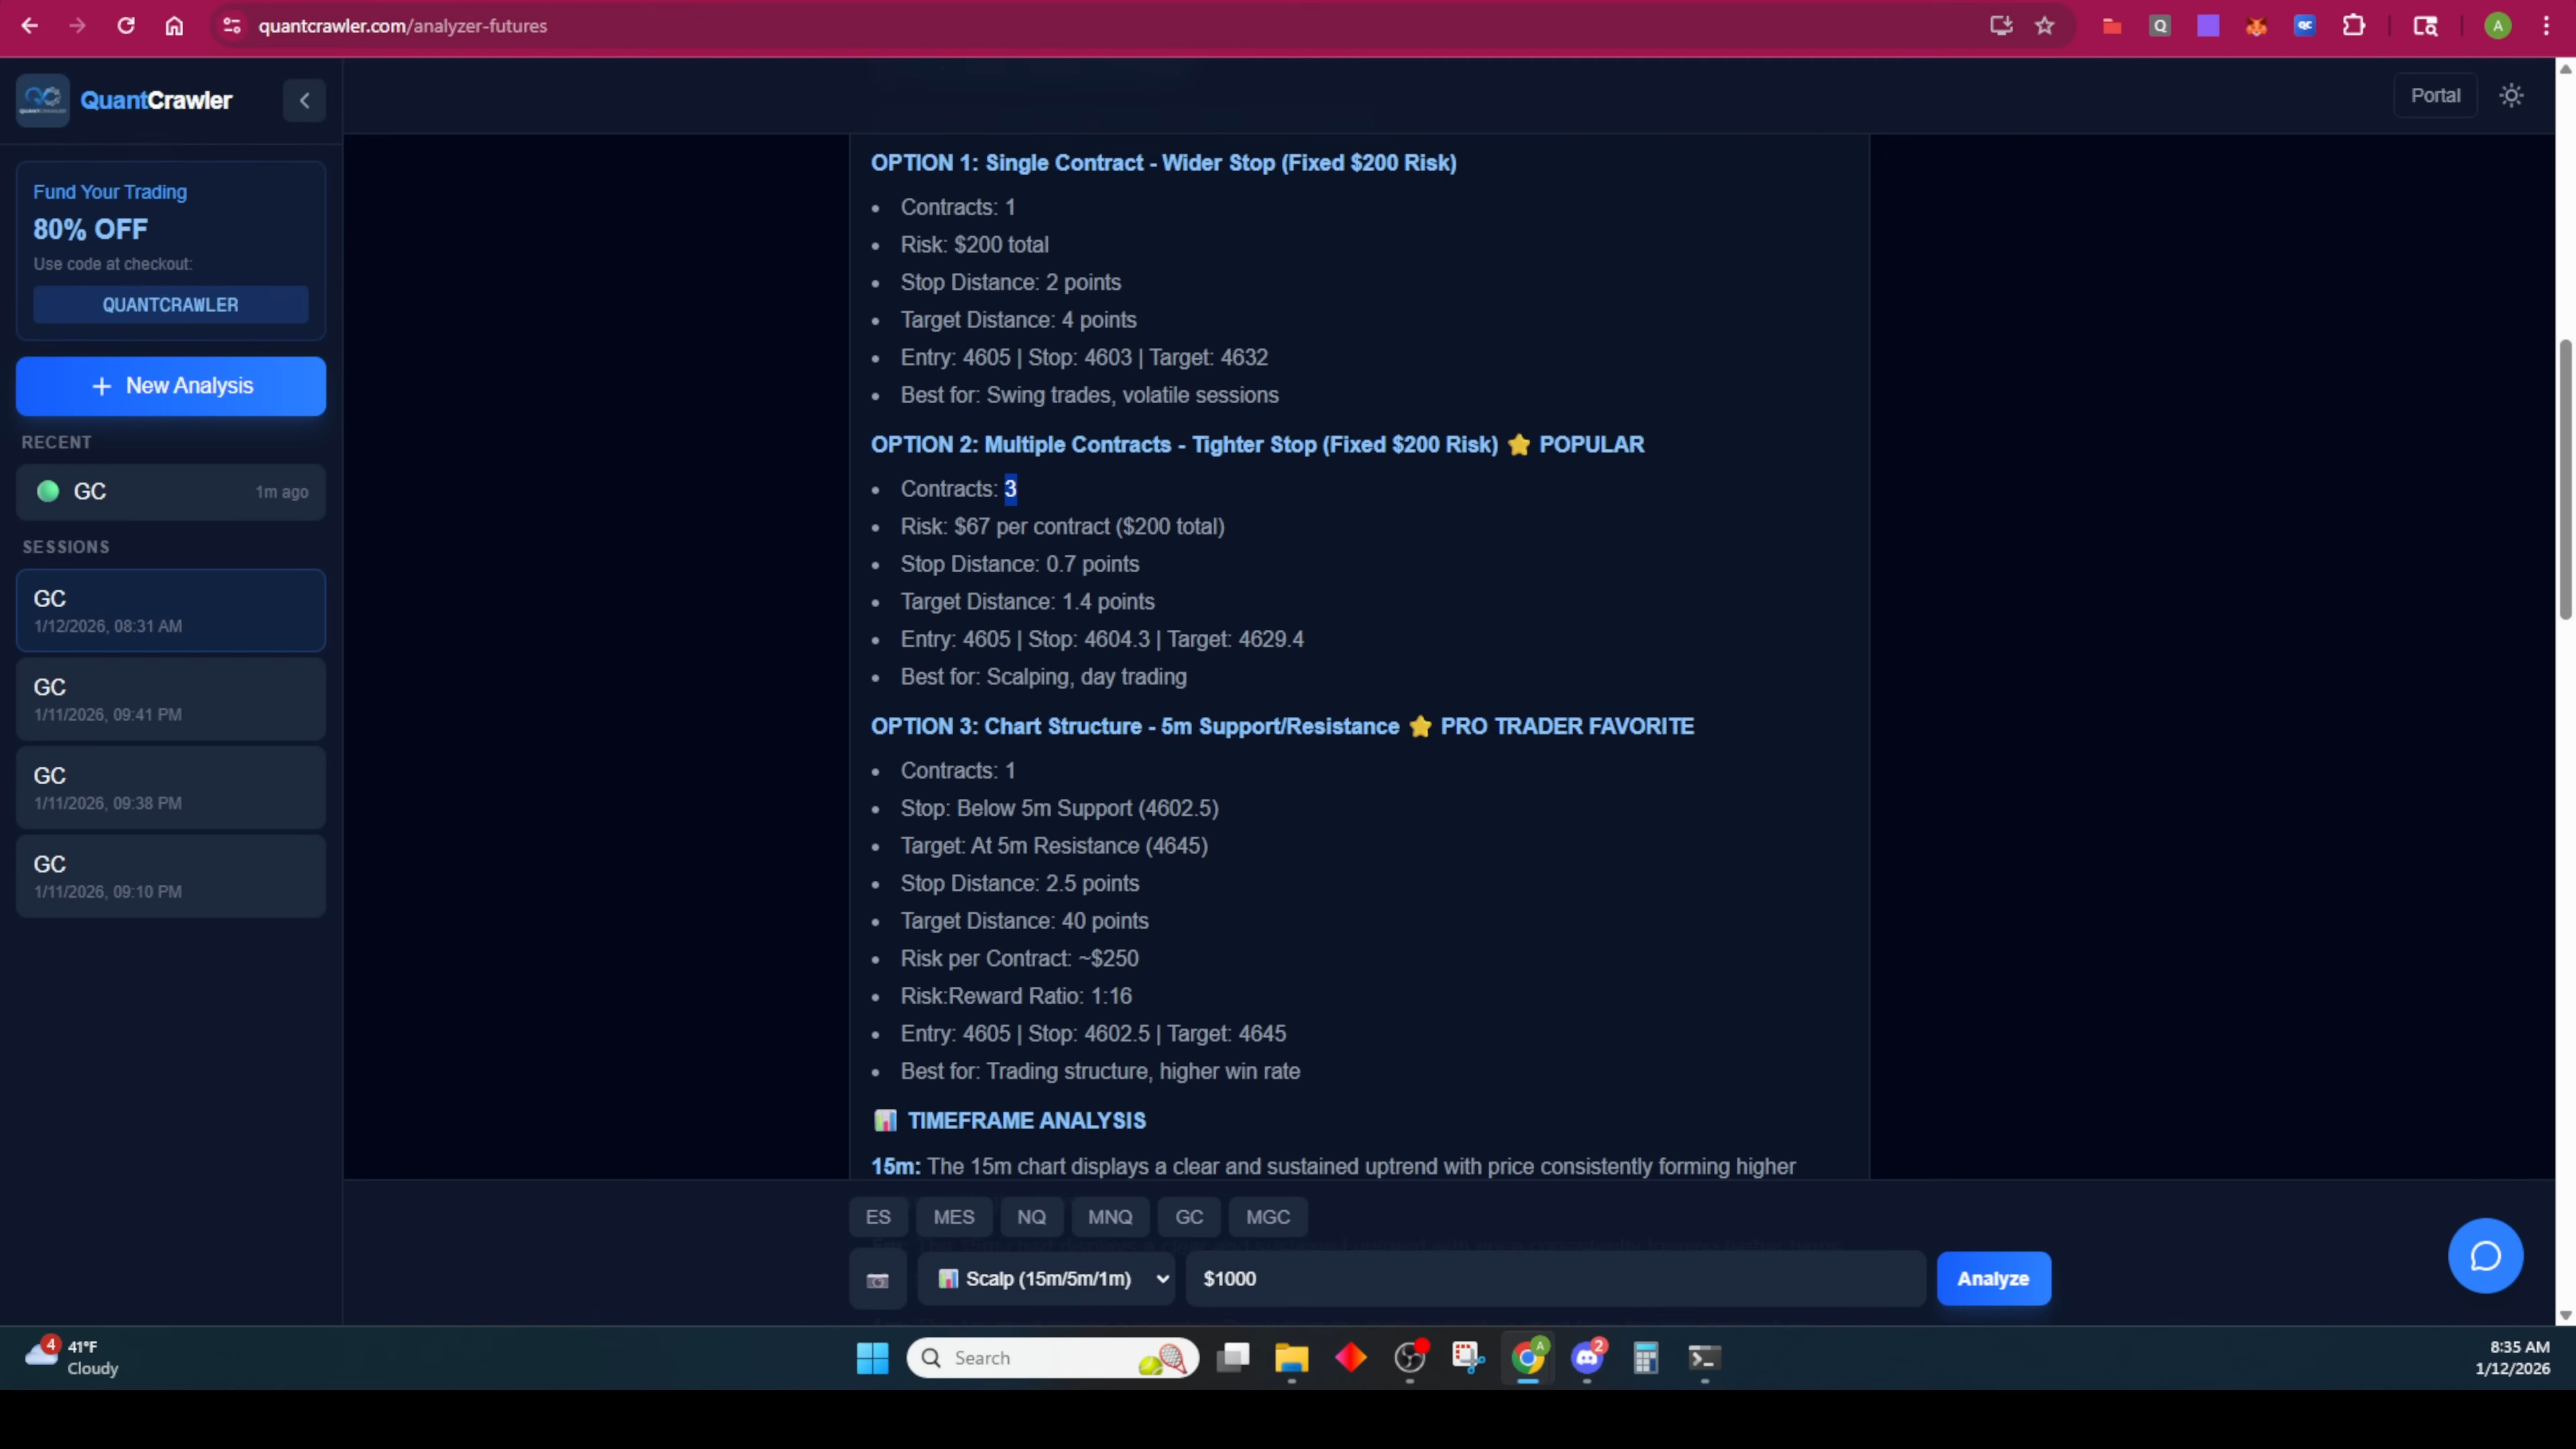 quantcrawler.com/analyzer-futures
QuantCrawler
Portal
Fund Your Trading
80% OFF
Use code at checkout:
QUANTCRAWLER
+ New Analysis
RECENT
GC 1m ago
SESSIONS
GC
1/12/2026, 08:31 AM
GC
1/11/2026, 09:41 PM
GC
1/11/2026, 09:38 PM
GC
1/11/2026, 09:10 PM
OPTION 1: Single Contract - Wider Stop (Fixed $200 Risk)
• Contracts: 1
• Risk: $200 total
• Stop Distance: 2 points
• Target Distance: 4 points
• Entry: 4605 | Stop: 4603 | Target: 4632
• Best for: Swing trades, volatile sessions
OPTION 2: Multiple Contracts - Tighter Stop (Fixed $200 Risk) ⭐ POPULAR
• Contracts: 3
• Risk: $67 per contract ($200 total)
• Stop Distance: 0.7 points
• Target Distance: 1.4 points
• Entry: 4605 | Stop: 4604.3 | Target: 4629.4
• Best for: Scalping, day trading
OPTION 3: Chart Structure - 5m Support/Resistance ⭐ PRO TRADER FAVORITE
• Contracts: 1
• Stop: Below 5m Support (4602.5)
• Target: At 5m Resistance (4645)
• Stop Distance: 2.5 points
• Target Distance: 40 points
• Risk per Contract: ~$250
• Risk:Reward Ratio: 1:16
• Entry: 4605 | Stop: 4602.5 | Target: 4645
• Best for: Trading structure, higher win rate
📊 TIMEFRAME ANALYSIS
15m: The 15m chart displays a clear and sustained uptrend with price consistently forming higher
ES MES NQ MNQ GC MGC
📊 Scalp (15m/5m/1m) $1000 Analyze
4 41°F
Cloudy
Search
A
2
8:35 AM
1/12/2026